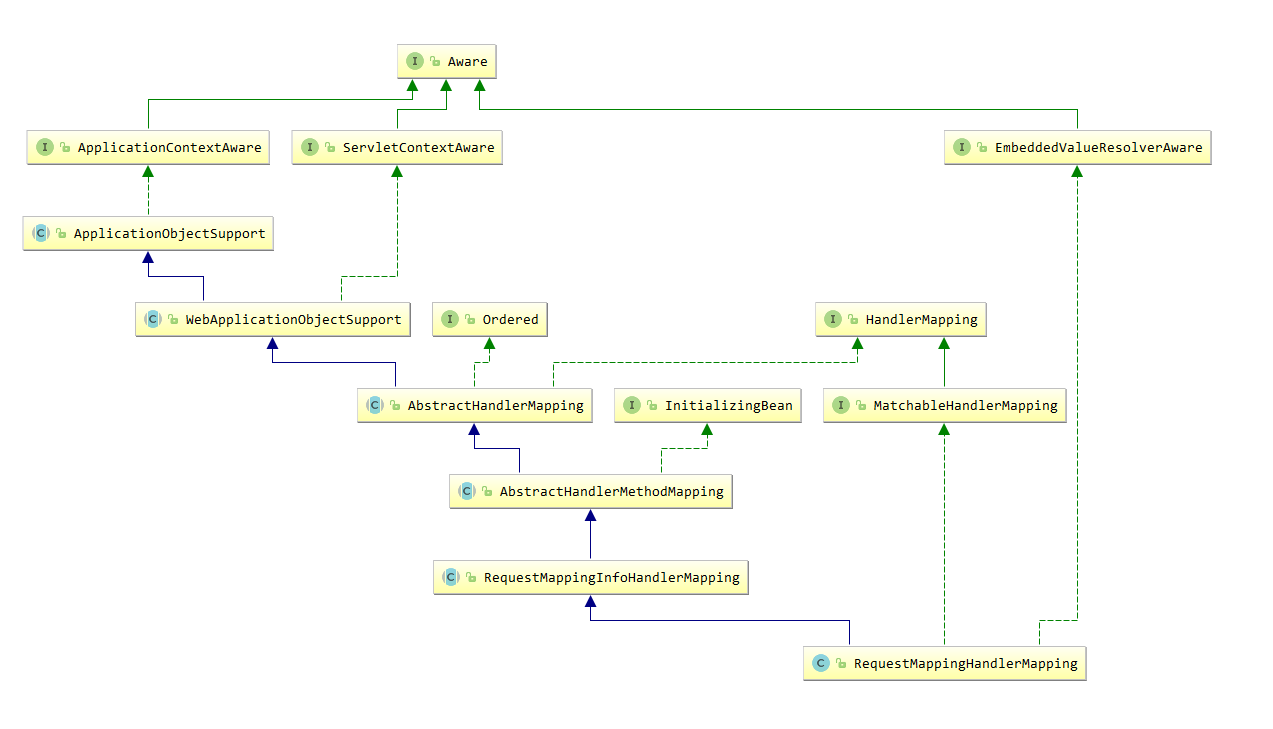 I Aware
I ApplicationContextAware
I ServletContextAware
I EmbeddedValueResolverAware
C ApplicationObjectSupport
C WebApplicationObjectSupport
I Ordered
I HandlerMapping
C AbstractHandlerMapping
I InitializingBean
I MatchableHandlerMapping
C AbstractHandlerMethodMapping
C RequestMappingInfoHandlerMapping
C RequestMappingHandlerMapping